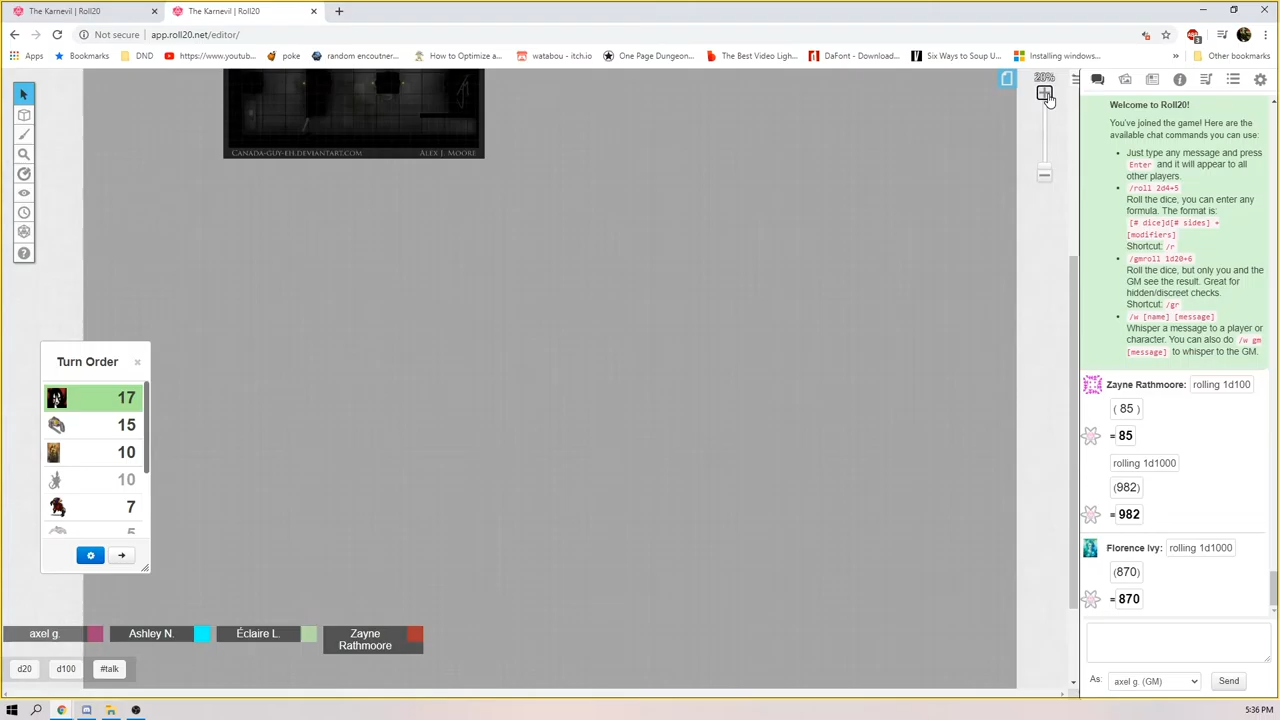 The Karnevil | Roll20
The Karnevil | Roll20
Not secure | app.roll20.net/editor/
Apps
Bookmarks
DND
https://www.youtub...
poke
random encoutner...
How to Optimize a...
watabou - itch.io
One Page Dungeon...
The Best Video Ligh...
DaFont - Downloa...
Six Ways to Soup U...
Installing windows...
Other bookmarks
CANADA-GUY-EH.DEVIANTART.COM
ALEX J. MOORE
Turn Order
17
15
10
10
7
5
axel g.
Ashley N.
Éclaire L.
Zayne
Rathmoore
d20
d100
#talk
Welcome to Roll20!
You've joined the game! Here are the
available chat commands you can
use:
Just type any message and press
Enter and it will appear to all
other players.
/roll 2d4+5
Roll the dice, you can enter any
formula. The format is:
[# dice]d[# sides] +
[modifiers]
Shortcut: /r
/gmroll 1d20+6
Roll the dice, but only you and the
GM see the result. Great for
hidden/discreet checks.
Shortcut: /gr
/w [name] [message]
Whisper a message to a player or
character. You can also do /w gm
[message] to whisper to the GM.
Zayne Rathmoore: rolling 1d100
( 85 )
= 85
rolling 1d1000
(982)
= 982
Florence Ivy: rolling 1d1000
(870)
= 870
As: axel g. (GM)
Send
5:36 PM